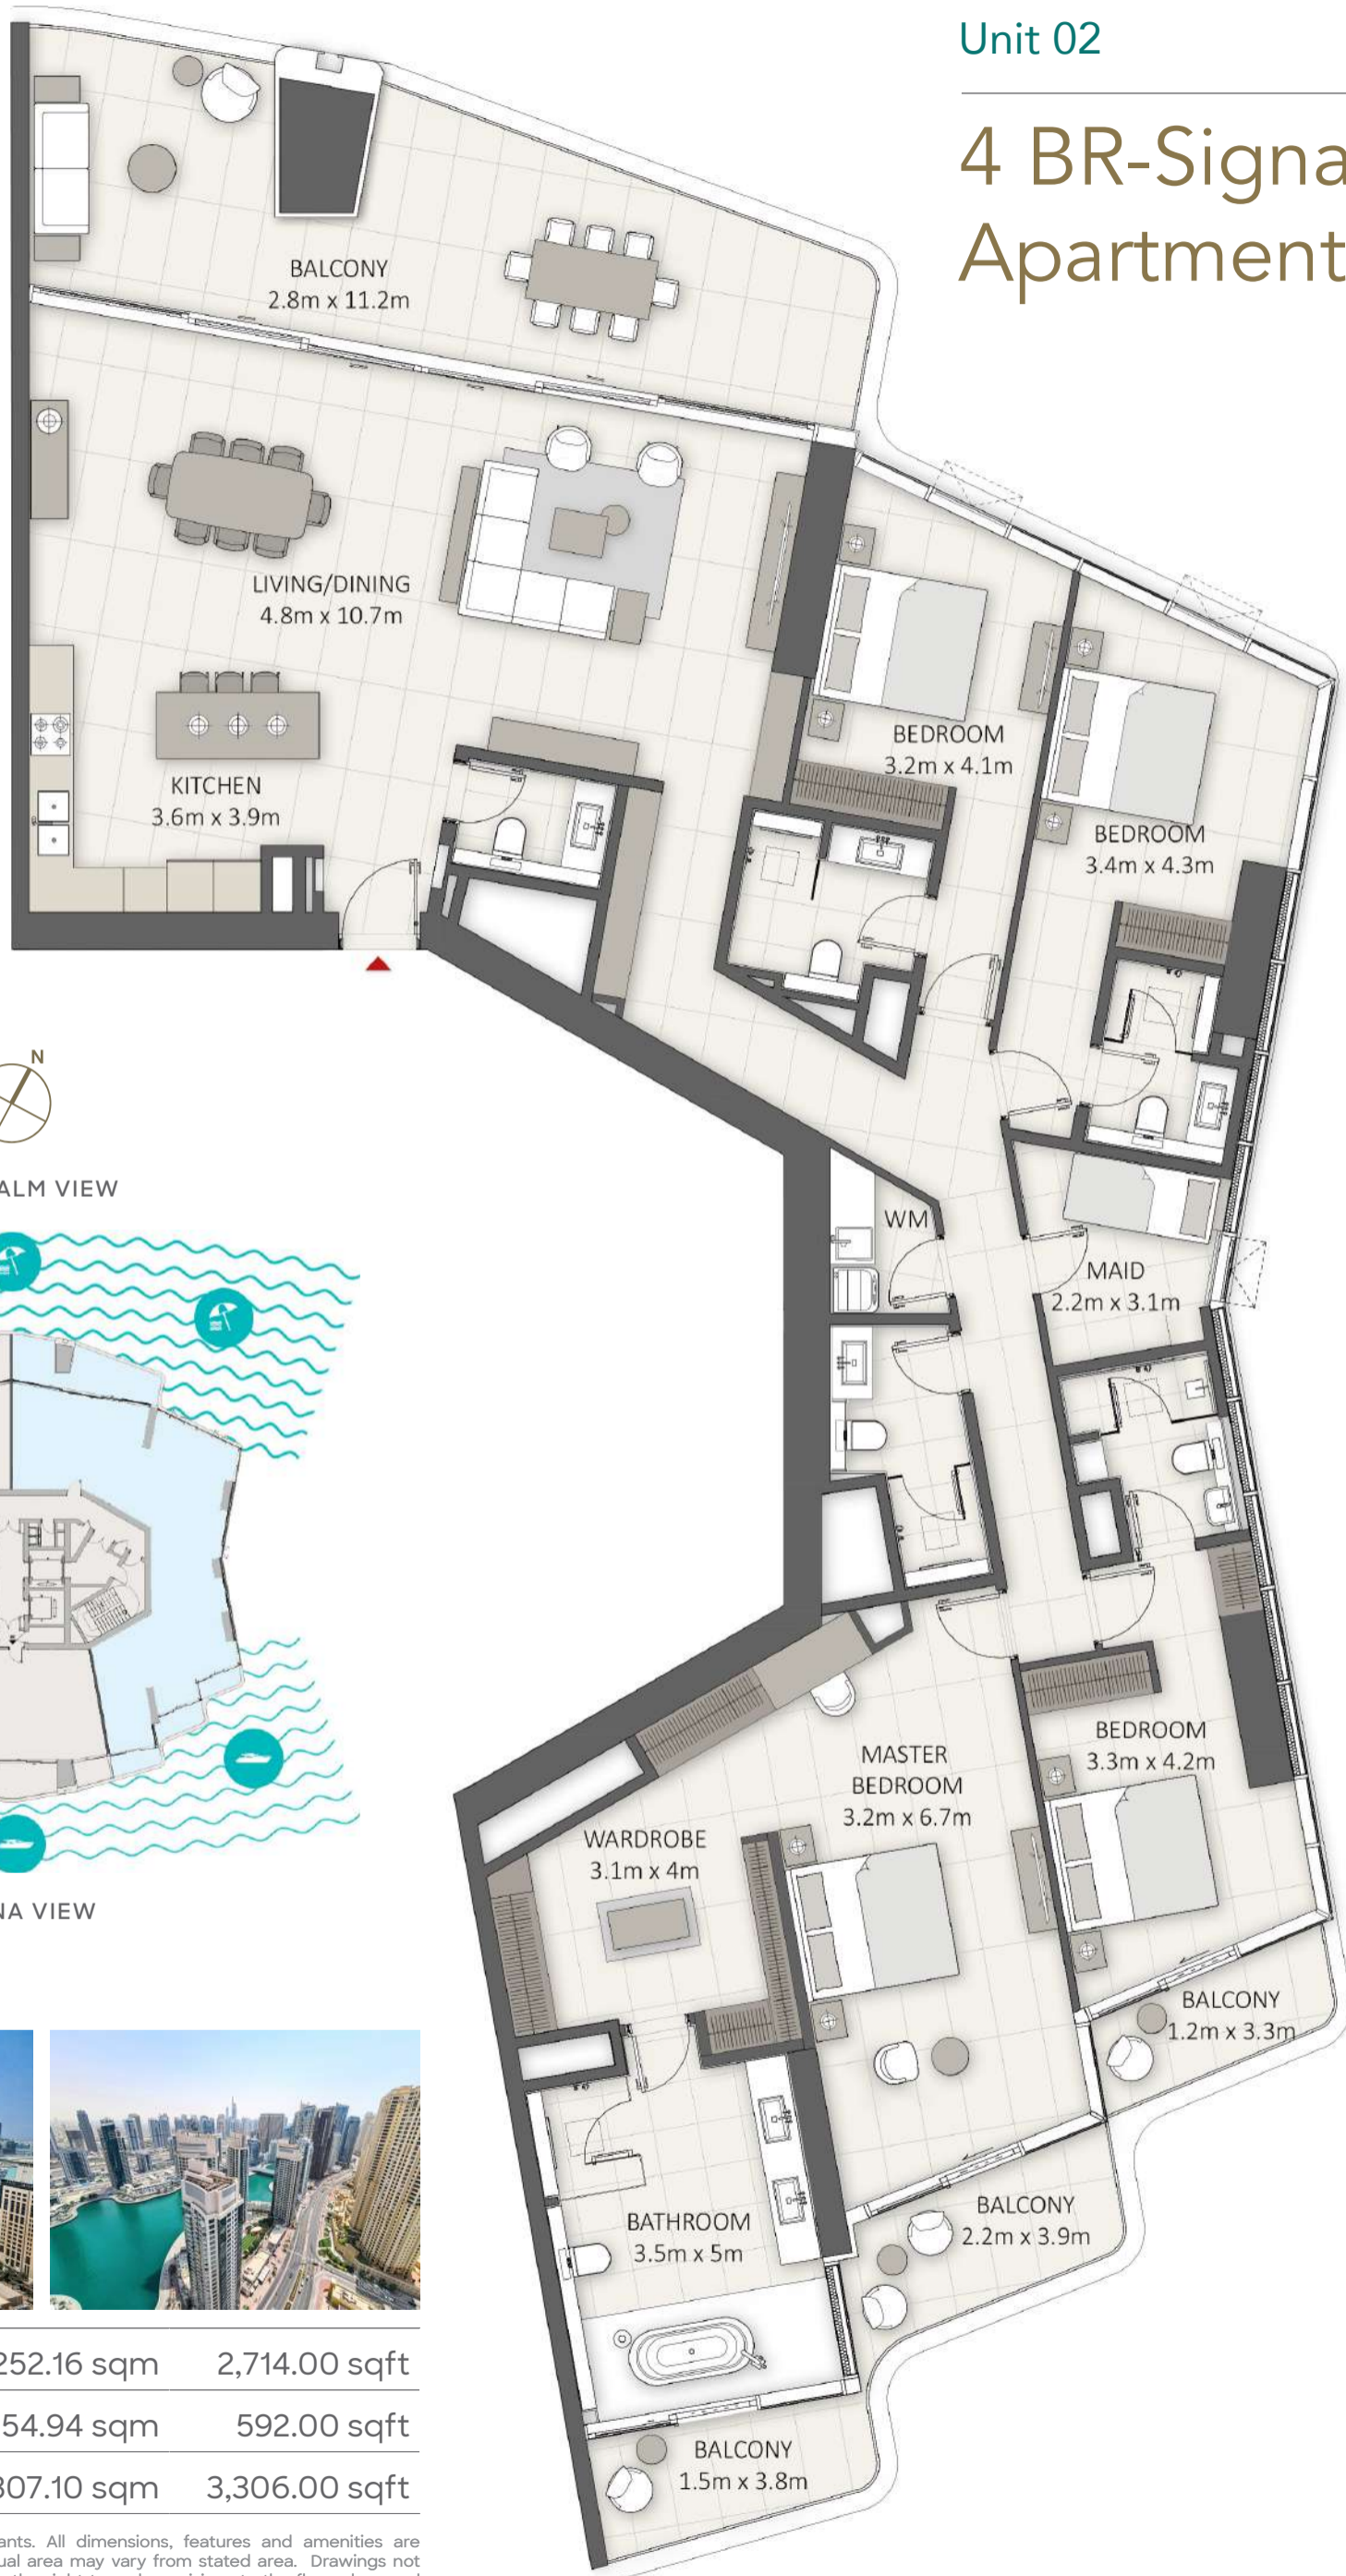 Unit 02
4 BR-Signa
Apartment
BALCONY
2.8m x 11.2m
LIVING/DINING
4.8m x 10.7m
KITCHEN
3.6m x 3.9m
BEDROOM
3.2m x 4.1m
BEDROOM
3.4m x 4.3m
N
ALM VIEW
WM
MAID
2.2m x 3.1m
NA VIEW
MASTER
BEDROOM
3.2m x 6.7m
BEDROOM
3.3m x 4.2m
WARDROBE
3.1m x 4m
BALCONY
1.2m x 3.3m
BATHROOM
3.5m x 5m
BALCONY
2.2m x 3.9m
BALCONY
1.5m x 3.8m
252.16 sqm 2,714.00 sqft
54.94 sqm 592.00 sqft
307.10 sqm 3,306.00 sqft
ants. All dimensions, features and amenities are
ual area may vary from stated area. Drawings not